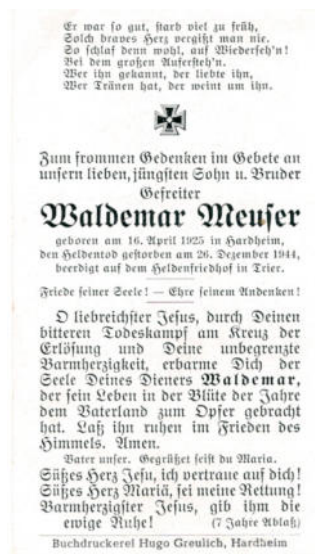 Er war so gut, starb viel zu früh,
Solch braves Herz vergißt man nie.
So schlaf denn wohl, auf Wiederseh'n!
Bei dem großen Aufersteh'n.
Wer ihn gekannt, der liebte ihn,
Wer Tränen hat, der weint um ihn.
Zum frommen Gedenken im Gebete an
unsern lieben, jüngsten Sohn u. Bruder
Gefreiter
Waldemar Meuser
geboren am 16. April 1925 in Hardheim,
den Heldentod gestorben am 26. Dezember 1944,
beerdigt auf dem Heldenfriedhof in Trier.
Friede seiner Seele! — Ehre seinem Andenken!
O liebreichster Jesus, durch Deinen
bitteren Todeskampf am Kreuz der
Erlösung und Deine unbegrenzte
Barmherzigkeit, erbarme Dich der
Seele Deines Dieners Waldemar,
der sein Leben in der Blüte der Jahre
dem Vaterland zum Opfer gebracht
hat. Laß ihn ruhen im Frieden des
Himmels. Amen.
Vater unser. Gegrüßet seist du Maria.
Süßes Herz Jesu, ich vertraue auf dich!
Süßes Herz Mariä, sei meine Rettung!
Barmherzigster Jesus, gib ihm die
ewige Ruhe! (7 Jahre Ablaß)
Buchdruckerei Hugo Greulich, Hardheim